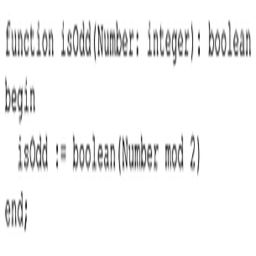 function isOdd(Number: integer): boolean
begin
isOdd := boolean(Number mod 2)
end;